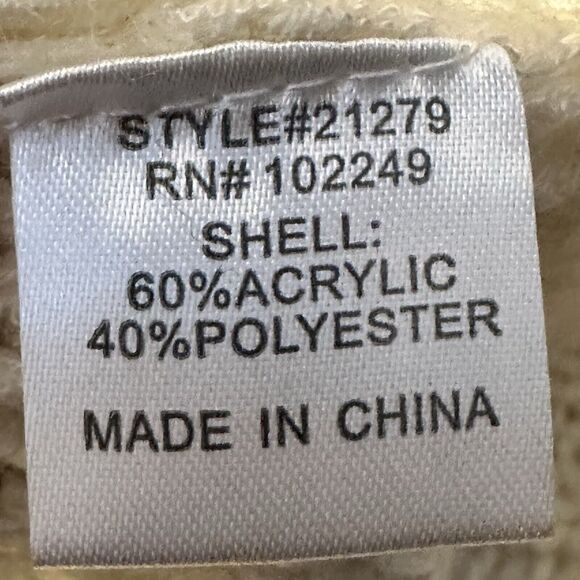 STYLE#21279
RN# 102249
SHELL:
60%ACRYLIC
40%POLYESTER
MADE IN CHINA